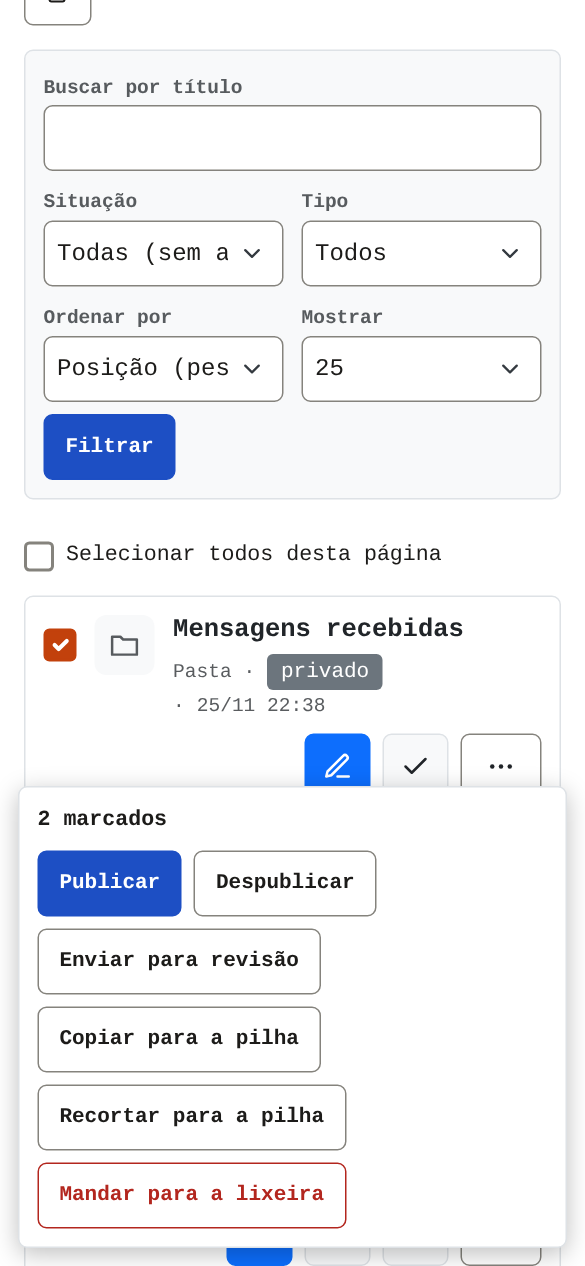 Buscar por título
Situação
Tipo
Todas (sem a
Todos
Ordenar por
Mostrar
Posição (pes
25
Filtrar
Selecionar todos desta página
Mensagens recebidas
Pasta · privado
· 25/11 22:38
2 marcados
Publicar
Despublicar
Enviar para revisão
Copiar para a pilha
Recortar para a pilha
Mandar para a lixeira